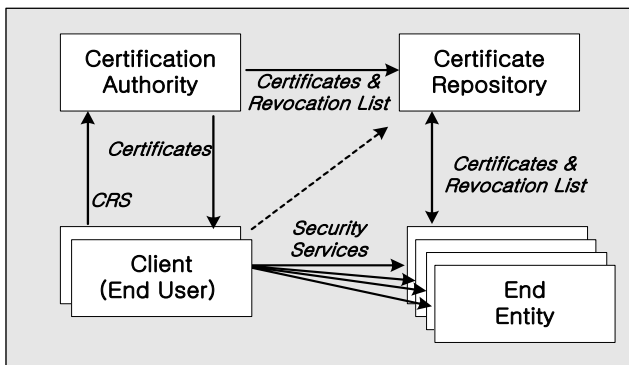 Certification
Authority
Certificate
Repository
Certificates &
Revocation List
Certificates
CRS
Certificates &
Revocation List
Security
Services
Client
(End User)
End
Entity